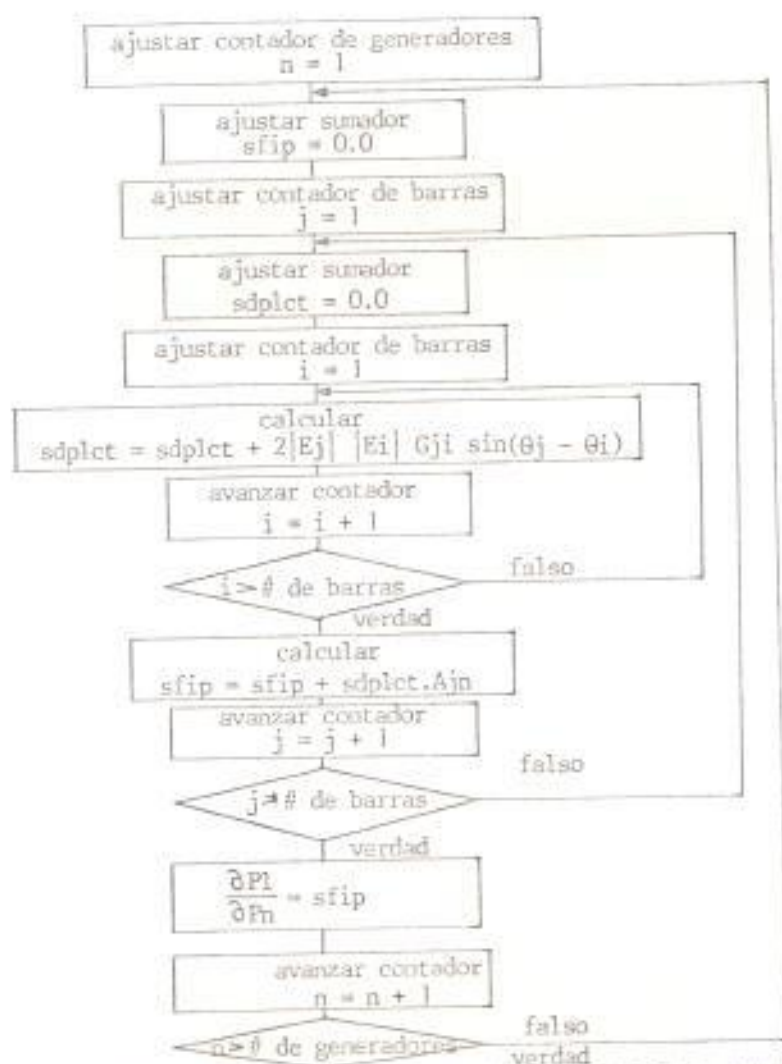 ajustar contador de generadores
n = 1
ajustar sumador
sfip = 0.0
ajustar contador de barras
j = 1
ajustar sumador
sdplct = 0.0
ajustar contador de barras
i = 1
calcular
sdplct = sdplct + 2|Ej| |Ei| Gji sin(θj - θi)
avanzar contador
i = i + 1
i > # de barras
falso
verdad
calcular
sfip = sfip + sdplct.Ajn
avanzar contador
j = j + 1
falso
j > # de barras
verdad
∂Pl
∂Pn = sfip
avanzar contador
n = n + 1
n > # de generadores
falso
verdad